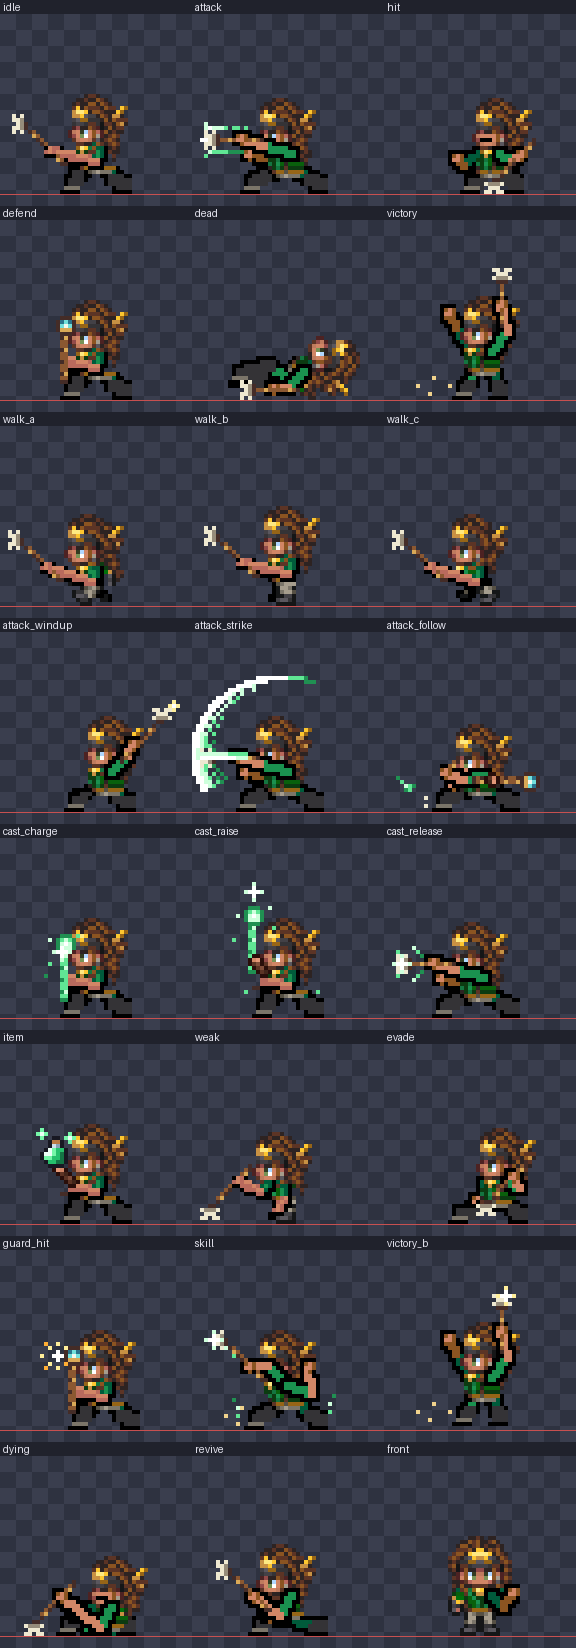 idle
attack
hit
defend
dead
victory
walk_a
walk_b
walk_c
attack_windup
attack_strike
attack_follow
cast_charge
cast_raise
cast_release
item
weak
evade
guard_hit
skill
victory_b
dying
revive
front